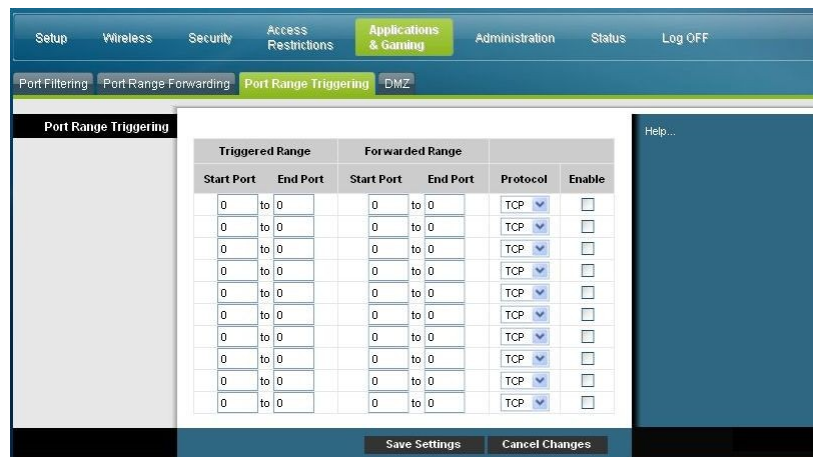 Setup Wireless Security Access Restrictions Applications & Gaming Administration Status Log OFF
Port Filtering Port Range Forwarding Port Range Triggering DMZ
Port Range Triggering
Help...
Triggered Range Forwarded Range
Start Port End Port Start Port End Port Protocol Enable
0 to 0 0 to 0 TCP
0 to 0 0 to 0 TCP
0 to 0 0 to 0 TCP
0 to 0 0 to 0 TCP
0 to 0 0 to 0 TCP
0 to 0 0 to 0 TCP
0 to 0 0 to 0 TCP
0 to 0 0 to 0 TCP
0 to 0 0 to 0 TCP
0 to 0 0 to 0 TCP
Save Settings Cancel Changes